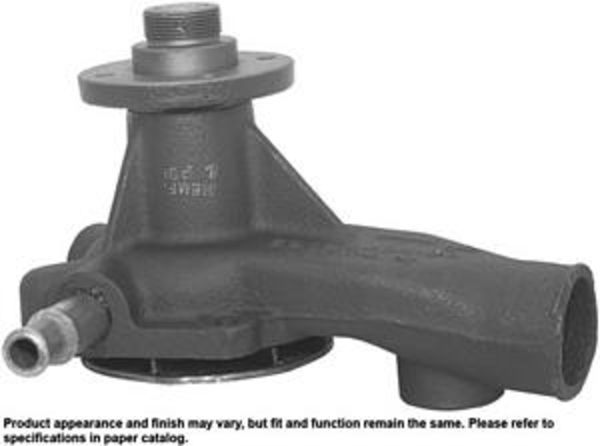 Product appearance and finish may vary, but fit and function remain the same. Please refer to
specifications in paper catalog.